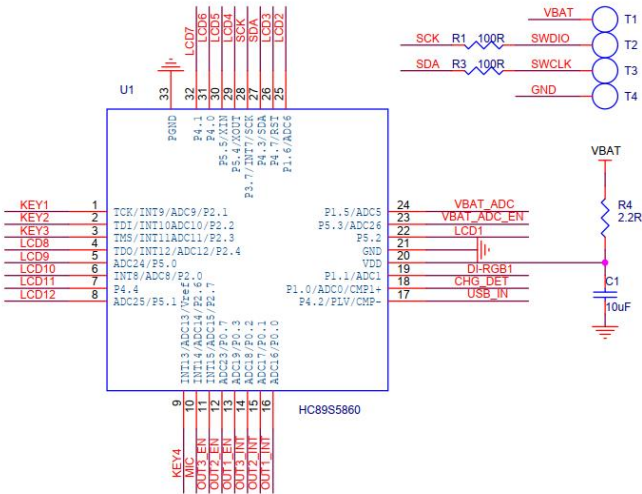 LCD7
LCD6
LCD5
LCD4
SCK
SDA
LCD3
LCD2
VBAT T1
SCK R1 100R SWDIO T2
SDA R3 100R SWCLK T3
GND T4
U1
33 32 31 30 29 28 27 26 25
PGND
P4.1
P4.0
P5.5/XIN
P5.4/XOUT
P3.7/INT7/SCK
P4.3/SDA
P4.7/RST
P1.6/ADC6
KEY1 1 TCK/INT9/ADC9/P2.1
KEY2 2 TDI/INT10ADC10/P2.2
KEY3 3 TMS/INT11ADC11/P2.3
LCD8 4 TDO/INT12/ADC12/P2.4
LCD9 5 ADC24/P5.0
LCD10 6 INT8/ADC8/P2.0
LCD11 7 P4.4
LCD12 8 ADC25/P5.1
P1.5/ADC5 24 VBAT_ADC
P5.3/ADC26 23 VBAT_ADC_EN
P5.2 22 LCD1
GND 21
VDD 20
P1.1/ADC1 19 DI-RGB1
P1.0/ADC0/CMP1+ 18 CHG_DET
P4.2/PLV/CMP- 17 USB_IN
VBAT
R4
2.2R
C1
10uF
INT13/ADC13/Vref
INT14/ADC14/P2.6
INT15/ADC15/P2.7
ADC23/P0.7
ADC19/P0.3
ADC18/P0.2
ADC17/P0.1
ADC16/P0.0
9 10 11 12 13 14 15 16
HC89S5860
KEY4
MIC
OUT3_EN
OUT2_EN
OUT1_EN
OUT3_INT
OUT2_INT
OUT1_INT